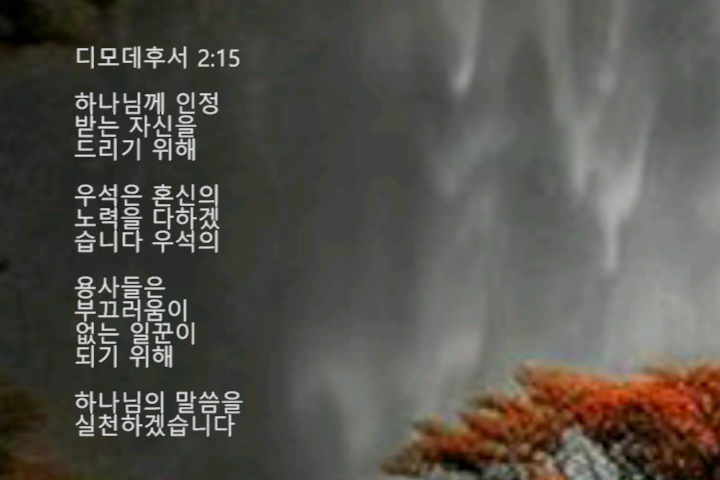 디모데후서 2:15
하나님께 인정
받는 자신을
드리기 위해
우석은 혼신의
노력을 다하겠
습니다 우석의
용사들은
부끄러움이
없는 일꾼이
되기 위해
하나님의 말씀을
실천하겠습니다